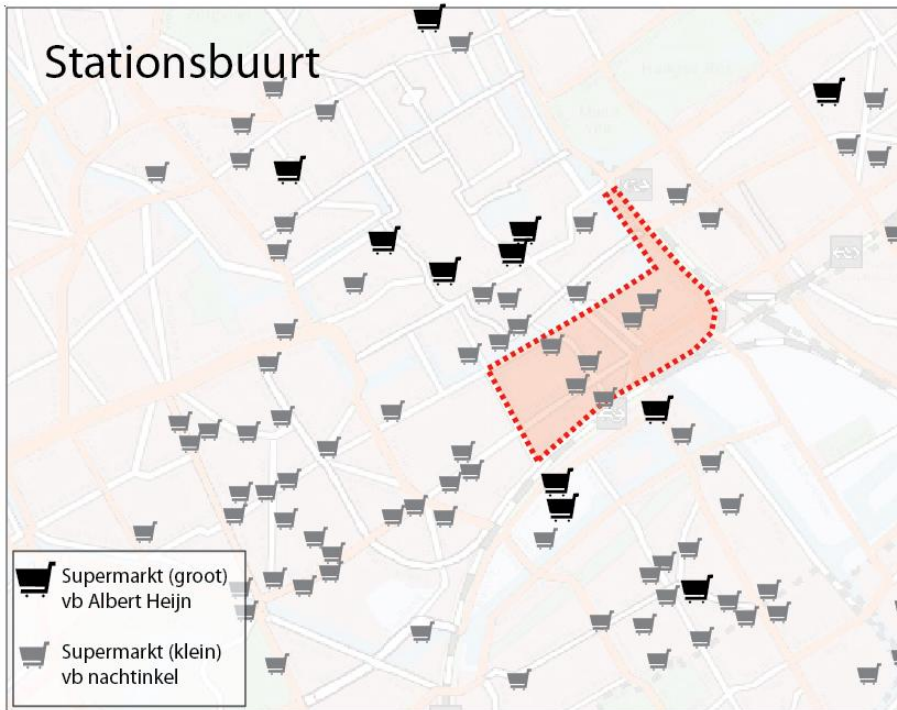 Stationsbuurt
Supermarkt (groot)
vb Albert Heijn
Supermarkt (klein)
vb nachtinkel